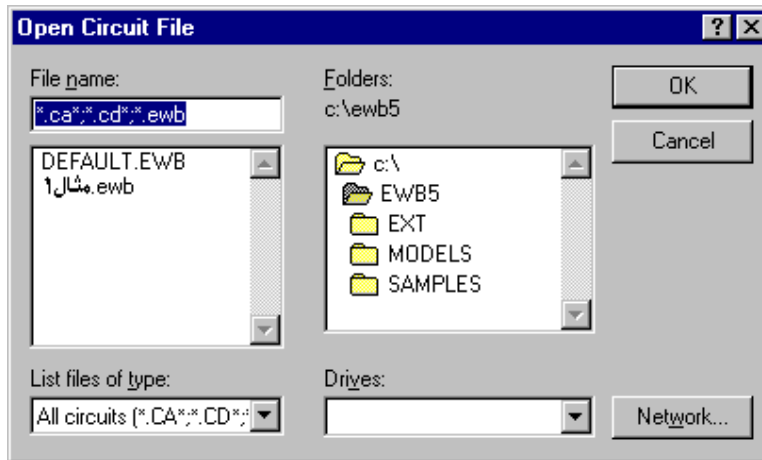 Open Circuit File
File name:
*.ca*;*.cd*;*.ewb
DEFAULT.EWB
مثال1.ewb
List files of type:
All circuits (*.CA*;*.CD*;*
Folders:
c:\ewb5
c:\
EWB5
EXT
MODELS
SAMPLES
Drives:
OK
Cancel
Network...